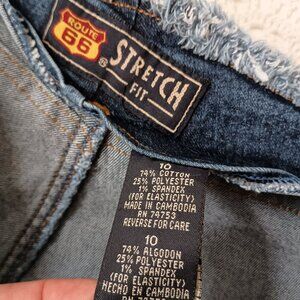 ROUTE
66
®
STRETCH
FIT
10
74% COTTON
25% POLYESTER
1% SPANDEX
(FOR ELASTICITY)
MADE IN CAMBODIA
RN 74753
REVERSE FOR CARE
10
74% ALGODON
25% POLYESTER
1% SPANDEX
(FOR ELASTICITY)
HECHO EN CAMBODIA